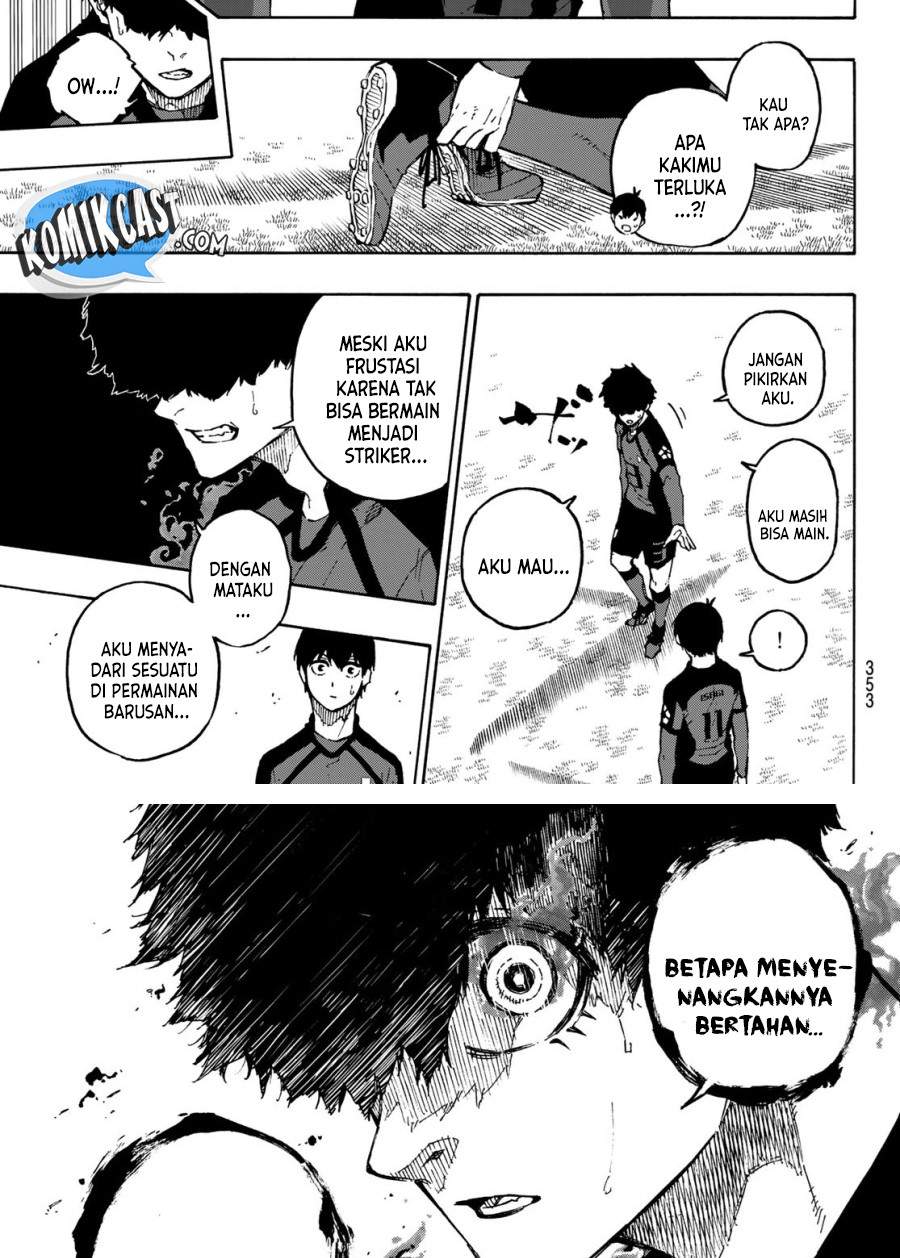 OW...!
KAU
TAK APA?
APA
KAKIMU
TERLUKA
...?!
KOMIKCAST
.COM
JANGAN
PIKIRKAN
AKU.
AKU MASIH
BISA MAIN.
AKU MAU...
!
ISAGI
11
353
MESKI AKU
FRUSTASI
KARENA TAK
BISA BERMAIN
MENJADI
STRIKER...
DENGAN
MATAKU
...
AKU MENYA-
DARI SESUATU
DI PERMAINAN
BARUSAN...
BETAPA MENYE-
NANGKANNYA
BERTAHAN...